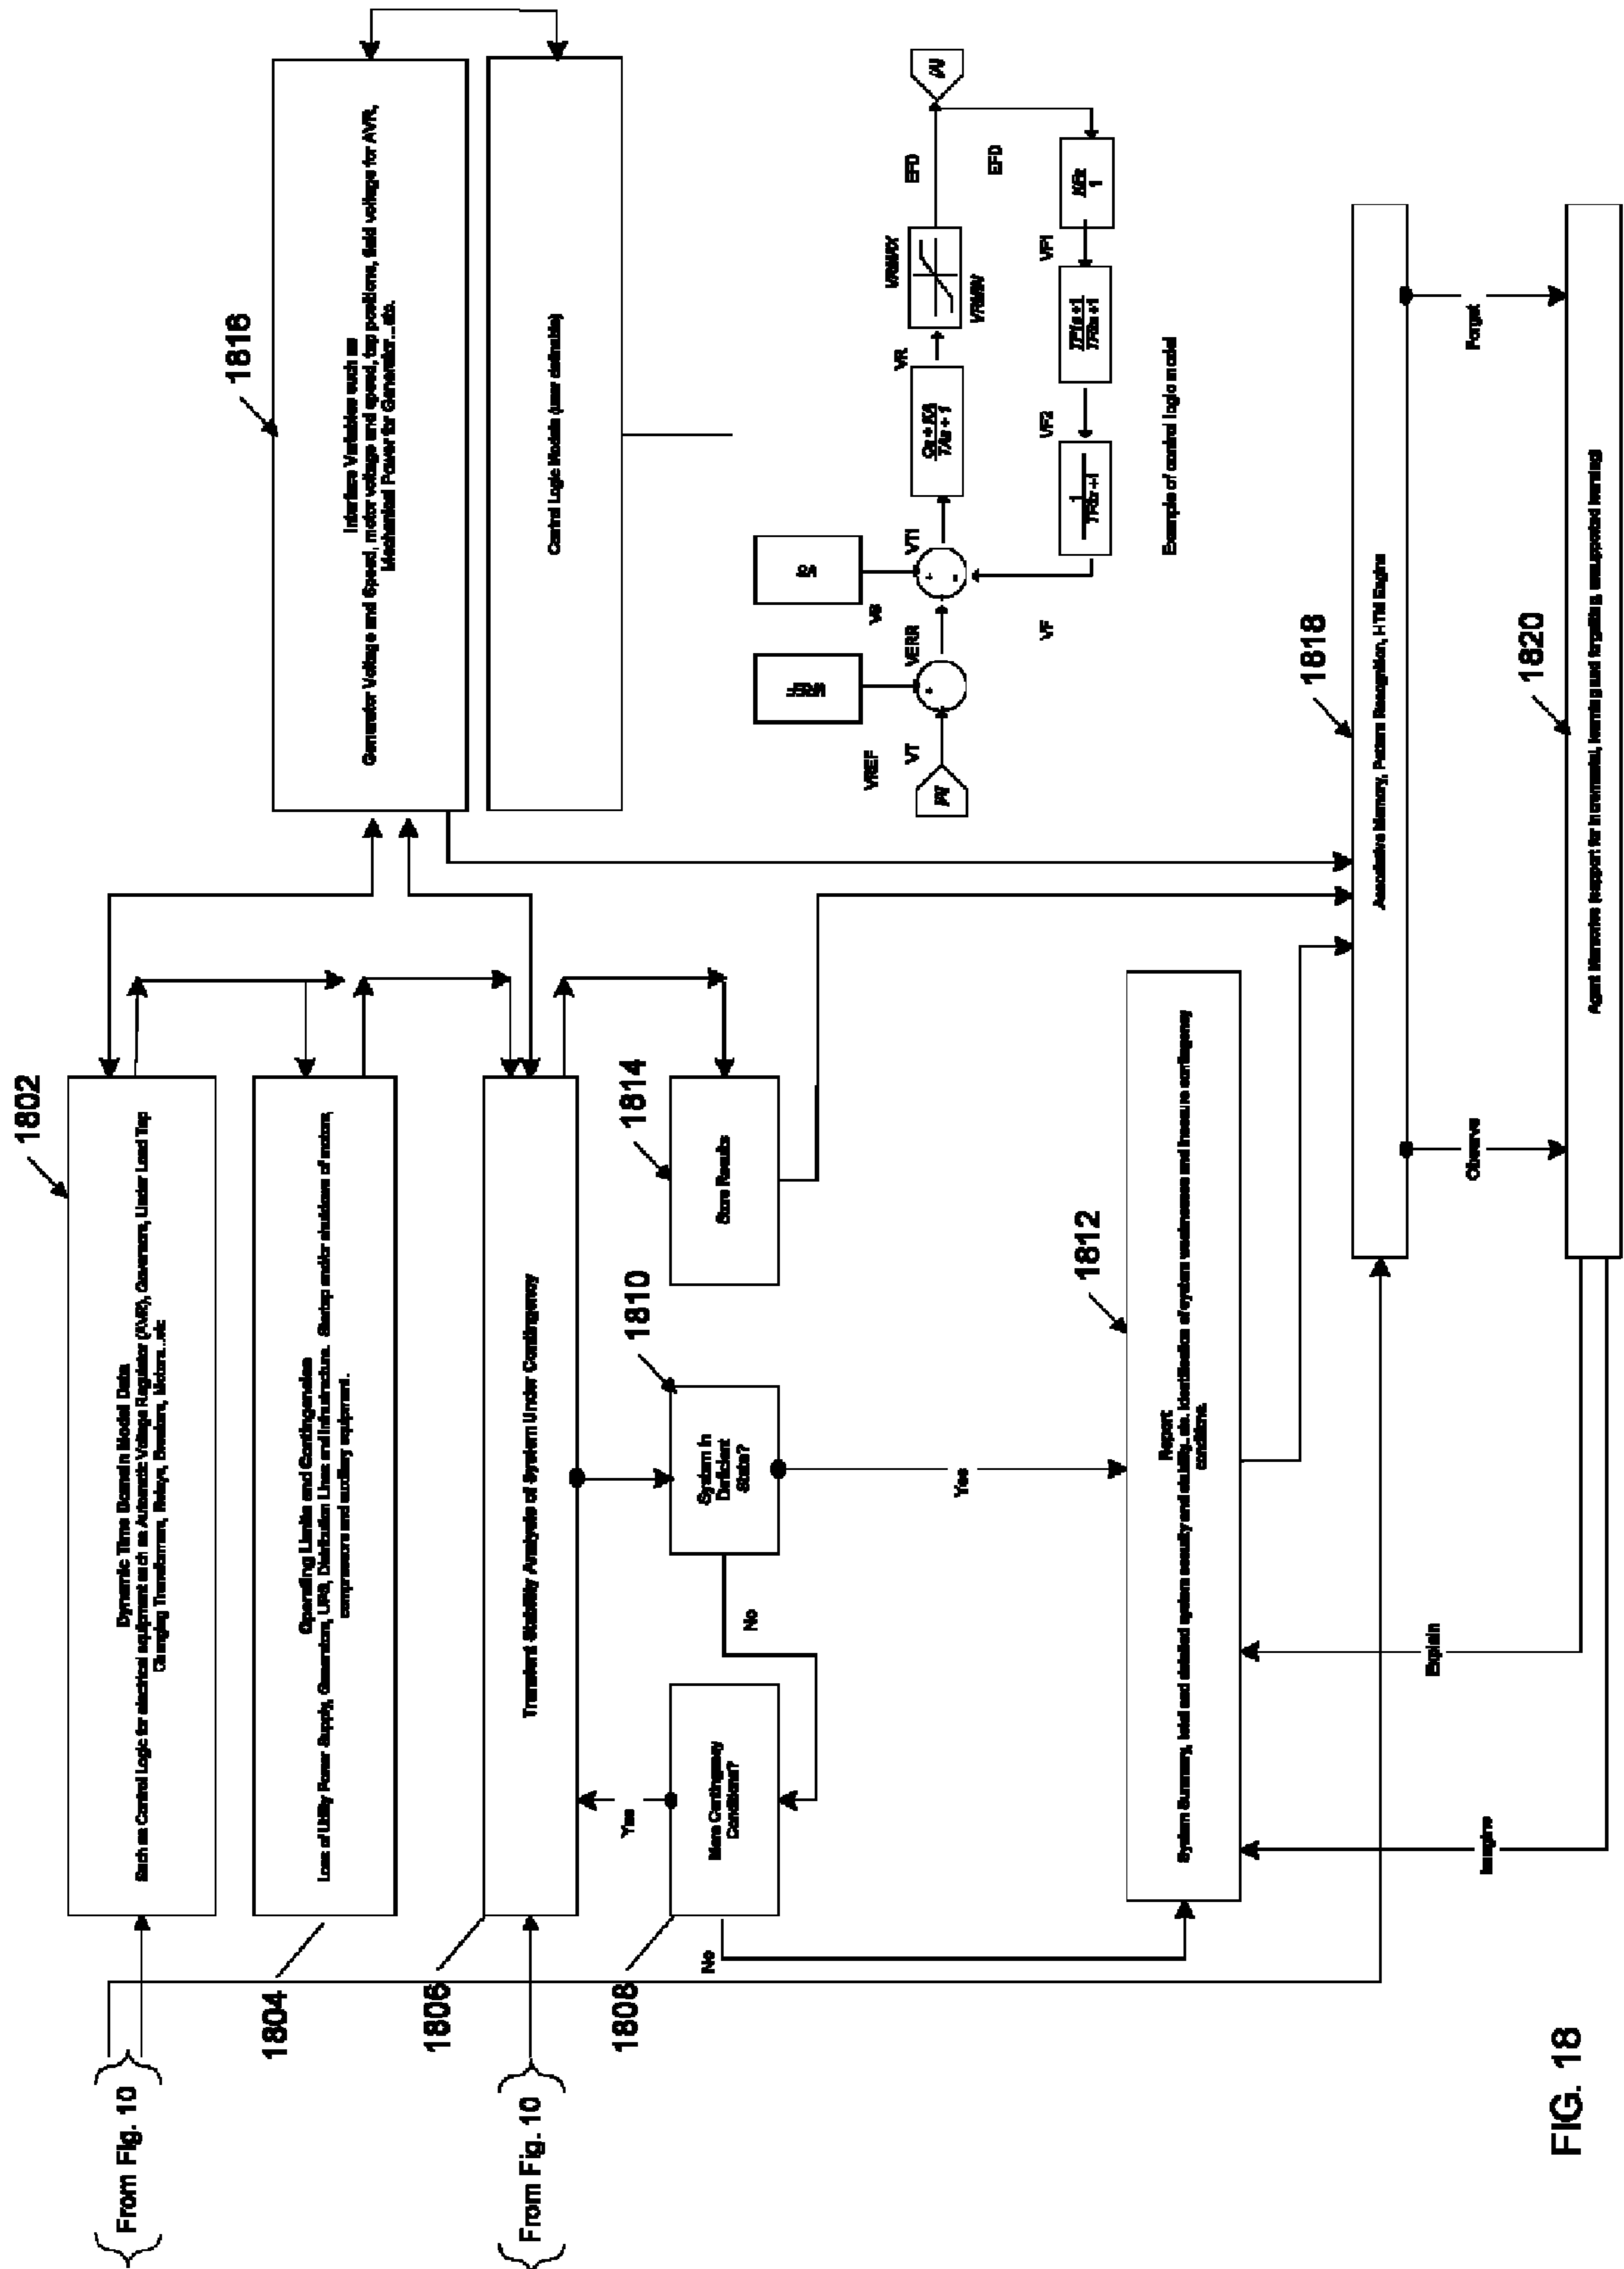 From Fig. 10
1802
Dynamic Time Domain Model Data
Such as Control Logic for electrical equipment such as Automatic Voltage Regulator (AVR), Governors, Under Load Tap
Changing Transformers, Relays, Breakers, Motors...etc
1804
Operating Limits and Contingencies
Loss of Utility Power Supply, Generators, UPS, Distribution Lines and Infrastructure. Startup and/or shutdown of motors,
compressors and auxiliary equipment.
From Fig. 10
1806
Transient Stability Analysis of System Under Contingency
1808
More Contingency
Conditions?
Yes
No
1810
System in
Deficient
State?
No
Yes
1814
Store Results
1812
Report
System Summary, total and detailed system security and stability...etc. Identification of system weaknesses and insecure contingency
conditions.
1816
Interface Variables such as
Generator Voltage and Speed, motor voltage and speed, tap positions, field voltage for AVR,
Mechanical Power for Generator...etc.
Control Logic Models (user definable)
VREF
VT
VERR
VS
VT1
VF
VR
VRMAX
VRMIN
EFD
EFD
VF1
VF2
Example of control logic model
1818
Associative Memory, Pattern Recognition, HTM Engine
Observe
Forget
1820
Agent Memories (support for incremental, learning and forgetting, unsupported learning)
Explain
Imagine
FIG. 18